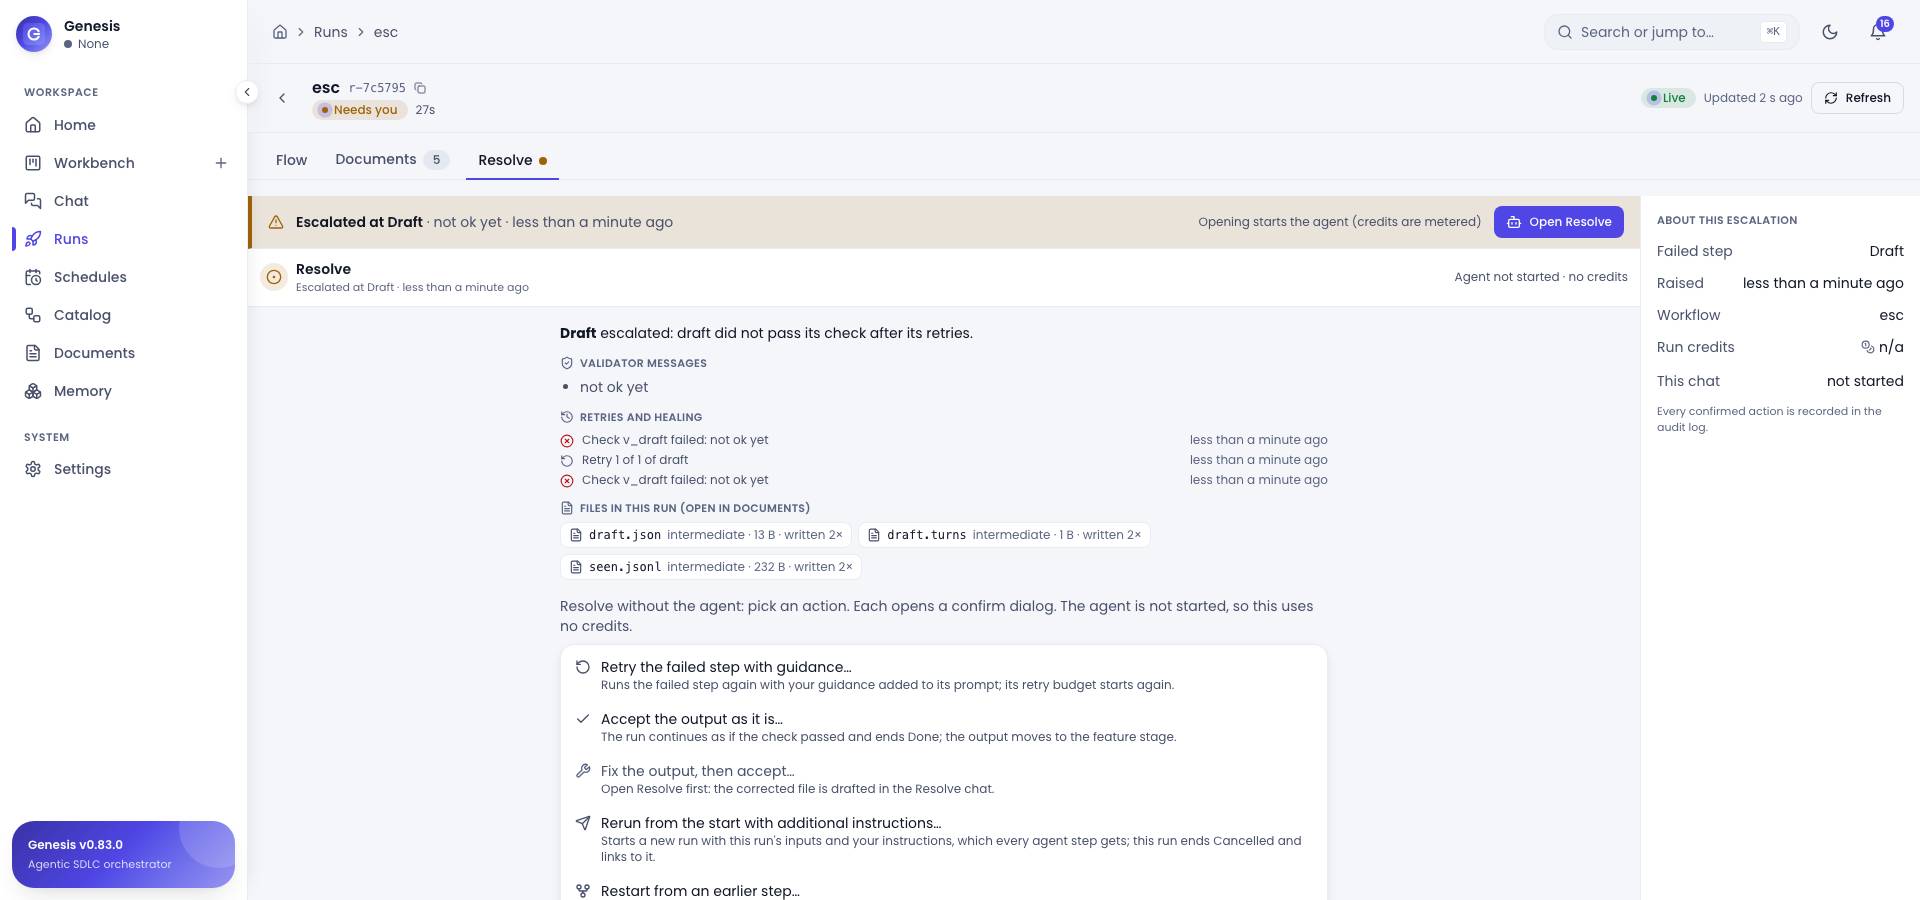 Genesis
None
WORKSPACE
Home
Workbench
Chat
Runs
Schedules
Catalog
Documents
Memory
SYSTEM
Settings
Genesis v0.83.0
Agentic SDLC orchestrator
Runs
esc
Search or jump to...
⌘K
16
esc r-7c5795
Needs you 27s
Live Updated 2 s ago Refresh
Flow Documents 5 Resolve
Escalated at Draft · not ok yet · less than a minute ago
Opening starts the agent (credits are metered) Open Resolve
Resolve
Escalated at Draft · less than a minute ago
Agent not started · no credits
Draft escalated: draft did not pass its check after its retries.
VALIDATOR MESSAGES
• not ok yet
RETRIES AND HEALING
Check v_draft failed: not ok yet less than a minute ago
Retry 1 of 1 of draft less than a minute ago
Check v_draft failed: not ok yet less than a minute ago
FILES IN THIS RUN (OPEN IN DOCUMENTS)
draft.json intermediate · 13 B · written 2× draft.turns intermediate · 1 B · written 2×
seen.jsonl intermediate · 232 B · written 2×
Resolve without the agent: pick an action. Each opens a confirm dialog. The agent is not started, so this uses
no credits.
Retry the failed step with guidance…
Runs the failed step again with your guidance added to its prompt; its retry budget starts again.
Accept the output as it is…
The run continues as if the check passed and ends Done; the output moves to the feature stage.
Fix the output, then accept…
Open Resolve first: the corrected file is drafted in the Resolve chat.
Rerun from the start with additional instructions…
Starts a new run with this run's inputs and your instructions, which every agent step gets; this run ends Cancelled and
links to it.
Restart from an earlier step…
ABOUT THIS ESCALATION
Failed step Draft
Raised less than a minute ago
Workflow esc
Run credits n/a
This chat not started
Every confirmed action is recorded in the
audit log.